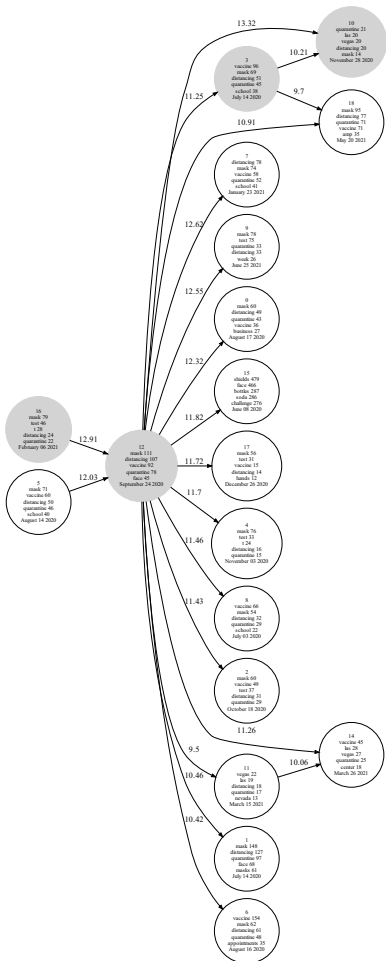 13.32
10
quarantine 21
las 20
vegas 20
distancing 20
mask 14
November 28 2020
3
vaccine 96
mask 69
distancing 51
quarantine 45
school 38
July 14 2020
10.21
9.7
11.25
10.91
18
mask 95
distancing 77
quarantine 71
vaccine 71
amp 35
May 20 2021
7
distancing 78
mask 74
vaccine 58
quarantine 52
school 41
January 23 2021
12.62
9
mask 78
test 75
quarantine 33
distancing 33
week 26
June 25 2021
12.55
0
mask 60
distancing 49
quarantine 43
vaccine 36
business 27
August 17 2020
12.32
15
shields 479
face 466
bottles 287
soda 286
challenge 276
June 08 2020
11.82
16
mask 79
test 46
t 28
distancing 24
quarantine 22
February 06 2021
12.91
12
mask 111
distancing 107
vaccine 92
quarantine 78
face 45
September 24 2020
11.72
17
mask 56
test 31
vaccine 15
distancing 14
hands 12
December 26 2020
5
mask 71
vaccine 60
distancing 50
quarantine 46
school 46
August 14 2020
12.03
11.7
4
mask 76
test 33
t 24
distancing 16
quarantine 15
November 03 2020
11.46
8
vaccine 66
mask 54
distancing 32
quarantine 29
school 22
July 03 2020
11.43
2
mask 60
vaccine 49
test 37
distancing 31
quarantine 29
October 18 2020
11.26
14
vaccine 45
las 28
vegas 27
quarantine 25
center 18
March 26 2021
9.5
11
vegas 22
las 19
distancing 18
quarantine 17
nevada 13
March 15 2021
10.06
10.46
1
mask 148
distancing 127
quarantine 97
face 68
masks 61
July 14 2020
10.42
6
vaccine 154
mask 62
distancing 61
quarantine 48
appointments 35
August 16 2020